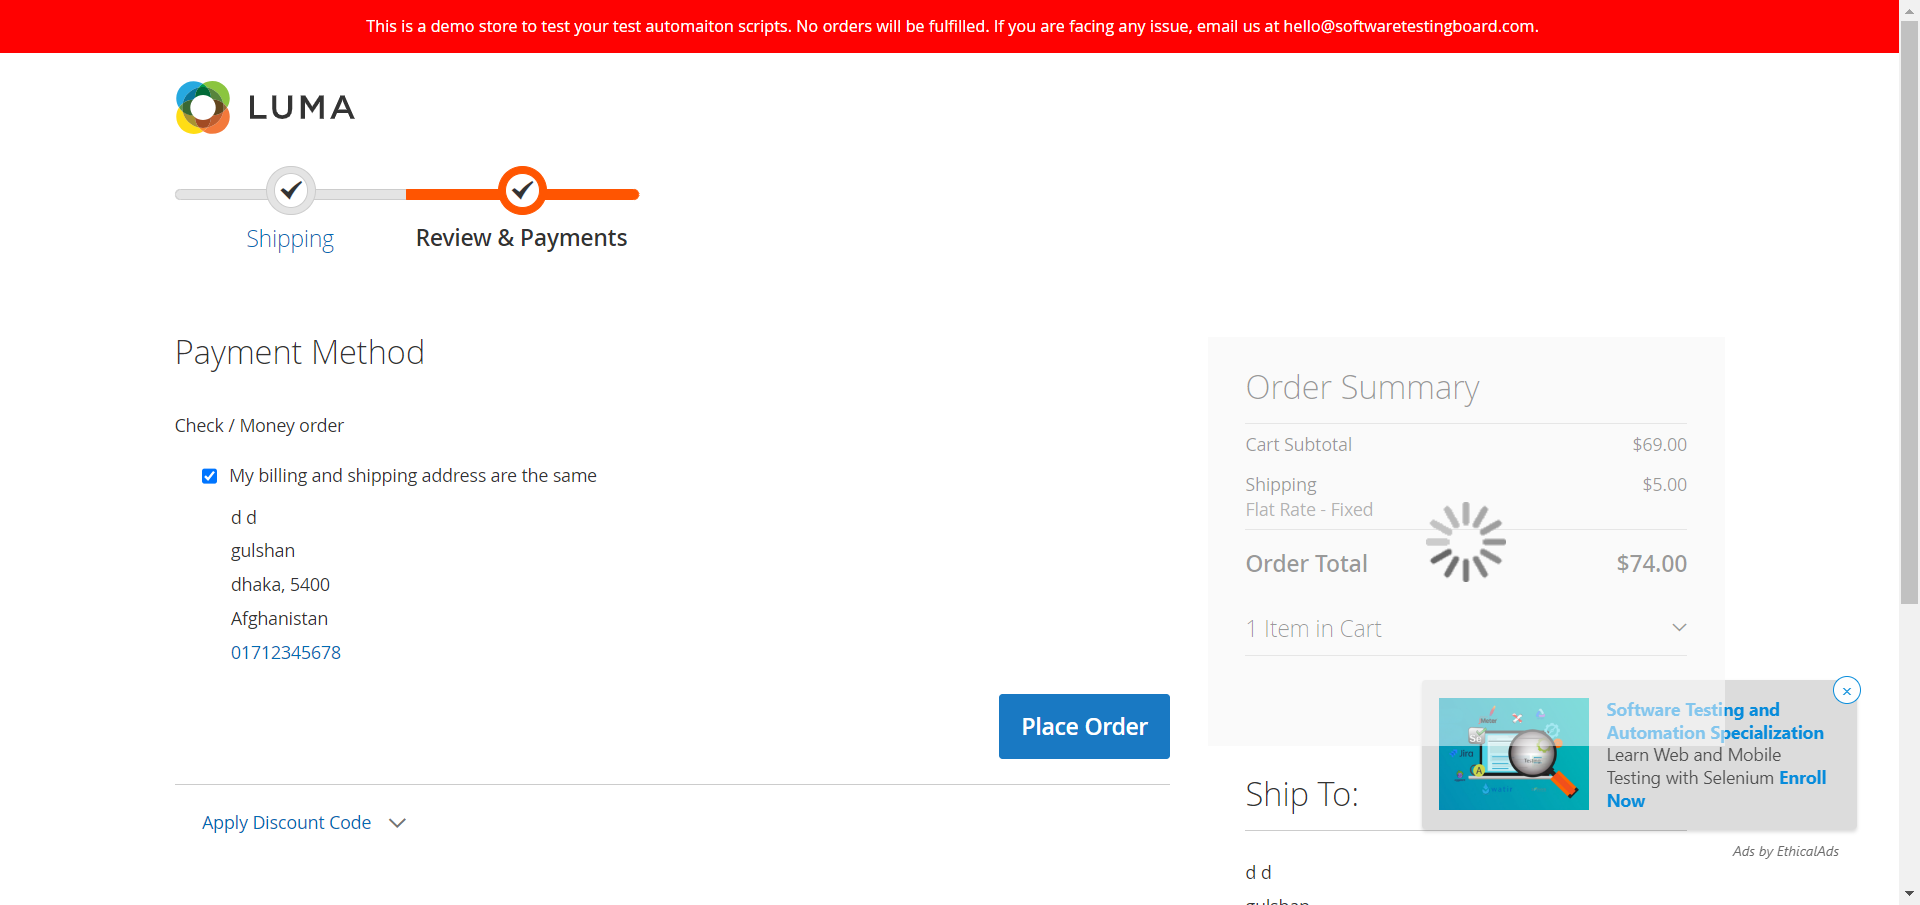 This is a demo store to test your test automaiton scripts. No orders will be fulfilled. If you are facing any issue, email us at hello@softwaretestingboard.com.
LUMA
Shipping
Review & Payments
Payment Method
Check / Money order
My billing and shipping address are the same
d d
gulshan
dhaka, 5400
Afghanistan
01712345678
Place Order
Apply Discount Code
Order Summary
Cart Subtotal $69.00
Shipping $5.00
Flat Rate - Fixed
Order Total $74.00
1 Item in Cart
Software Testing and
Automation Specialization
Learn Web and Mobile
Testing with Selenium Enroll
Now
Ads by EthicalAds
Ship To:
d d